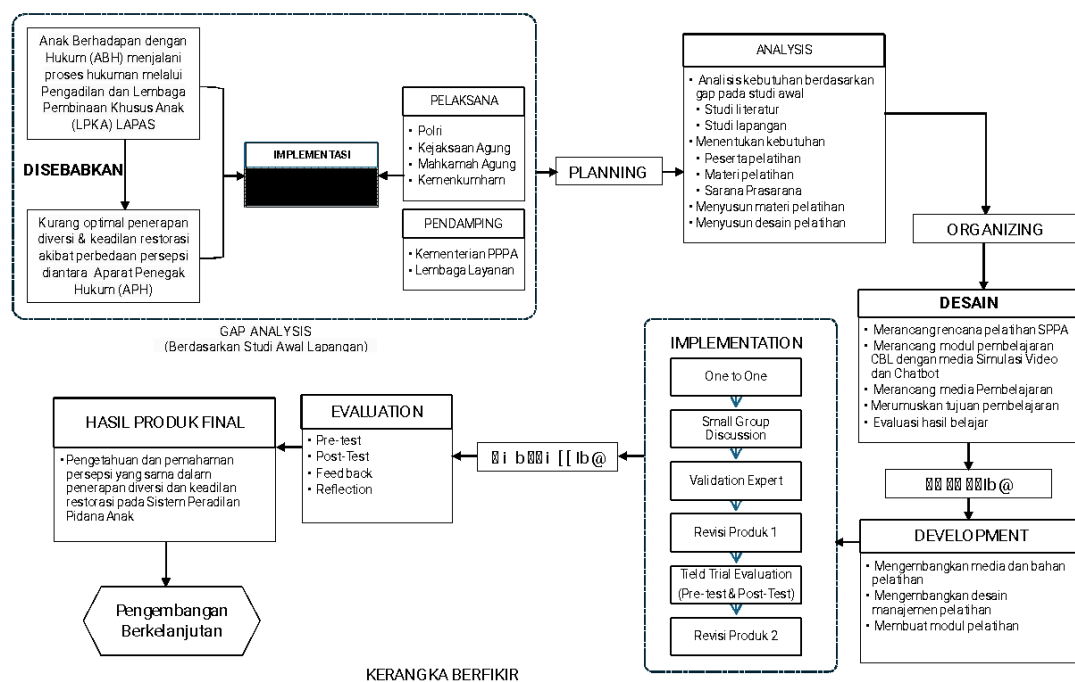 Anak Berhadapan dengan
Hukum (ABH) menjalani
proses hukuman melalui
Pengadilan dan Lembaga
Pembinaan Khusus Anak
(LPKA) LAPAS
DISEBABKAN
Kurang optimal penerapan
diversi & keadilan restorasi
akibat perbedaan persepsi
diantara Aparat Penegak
Hukum (APH)
IMPLEMENTASI
PELAKSANA
• Polri
• Kejaksaan Agung
• Mahkamah Agung
• Kemenkumham
PENDAMPING
• Kementerian PPPA
• Lembaga Layanan
GAP ANALYSIS
(Berdasarkan Studi Awal Lapangan)
PLANNING
ANALYSIS
• Analisis kebutuhan berdasarkan
gap pada studi awal
• Studi literatur
• Studi lapangan
• Menentukan kebutuhan
• Peserta pelatihan
• Materi pelatihan
• Sarana Prasarana
• Menyusun materi pelatihan
• Menyusun desain pelatihan
ORGANIZING
DESAIN
• Merancang rencana pelatihan SPPA
• Merancang modul pembelajaran
CBL dengan media Simulasi Video
dan Chatbot
• Merancang media Pembelajaran
• Merumuskan tujuan pembelajaran
• Evaluasi hasil belajar
DEVELOPMENT
• Mengembangkan media dan bahan
pelatihan
• Mengembangkan desain
manajemen pelatihan
• Membuat modul pelatihan
IMPLEMENTATION
One to One
Small Group
Discussion
Validation Expert
Revisi Produk 1
Tield Trial Evaluation
(Pre-test & Post-Test)
Revisi Produk 2
EVALUATION
• Pre-test
• Post-Test
• Feedback
• Reflection
HASIL PRODUK FINAL
• Pengetahuan dan pemahaman
persepsi yang sama dalam
penerapan diversi dan keadilan
restorasi pada Sistem Peradilan
Pidana Anak
Pengembangan
Berkelanjutan
KERANGKA BERFIKIR